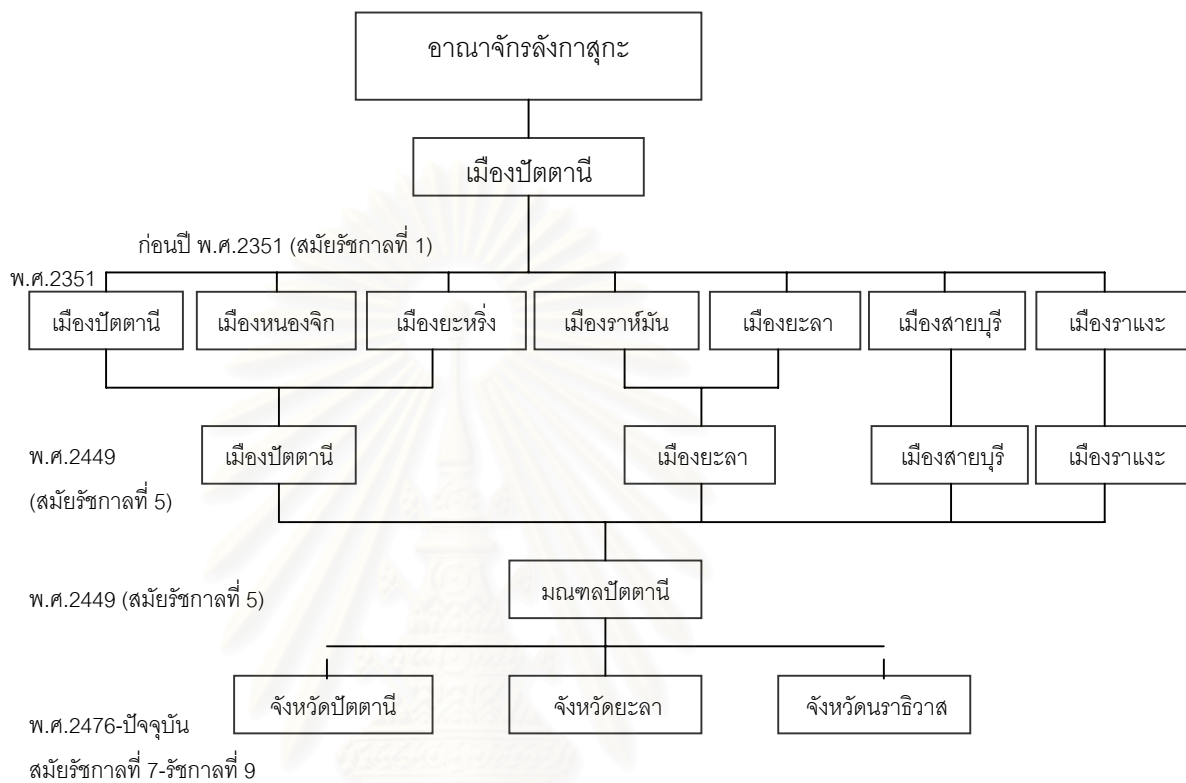 อาณาจักรลังกาสุกะ
เมืองปัตตานี
ก่อนปี พ.ศ.2351 (สมัยรัชกาลที่ 1)
พ.ศ.2351
เมืองปัตตานี เมืองหนองจิก เมืองยะหริ่ง เมืองราห์มัน เมืองยะลา เมืองสายบุรี เมืองราแงะ
พ.ศ.2449 เมืองปัตตานี เมืองยะลา เมืองสายบุรี เมืองราแงะ
(สมัยรัชกาลที่ 5)
พ.ศ.2449 (สมัยรัชกาลที่ 5) มณฑลปัตตานี
จังหวัดปัตตานี จังหวัดยะลา จังหวัดนราธิวาส
พ.ศ.2476-ปัจจุบัน
สมัยรัชกาลที่ 7-รัชกาลที่ 9